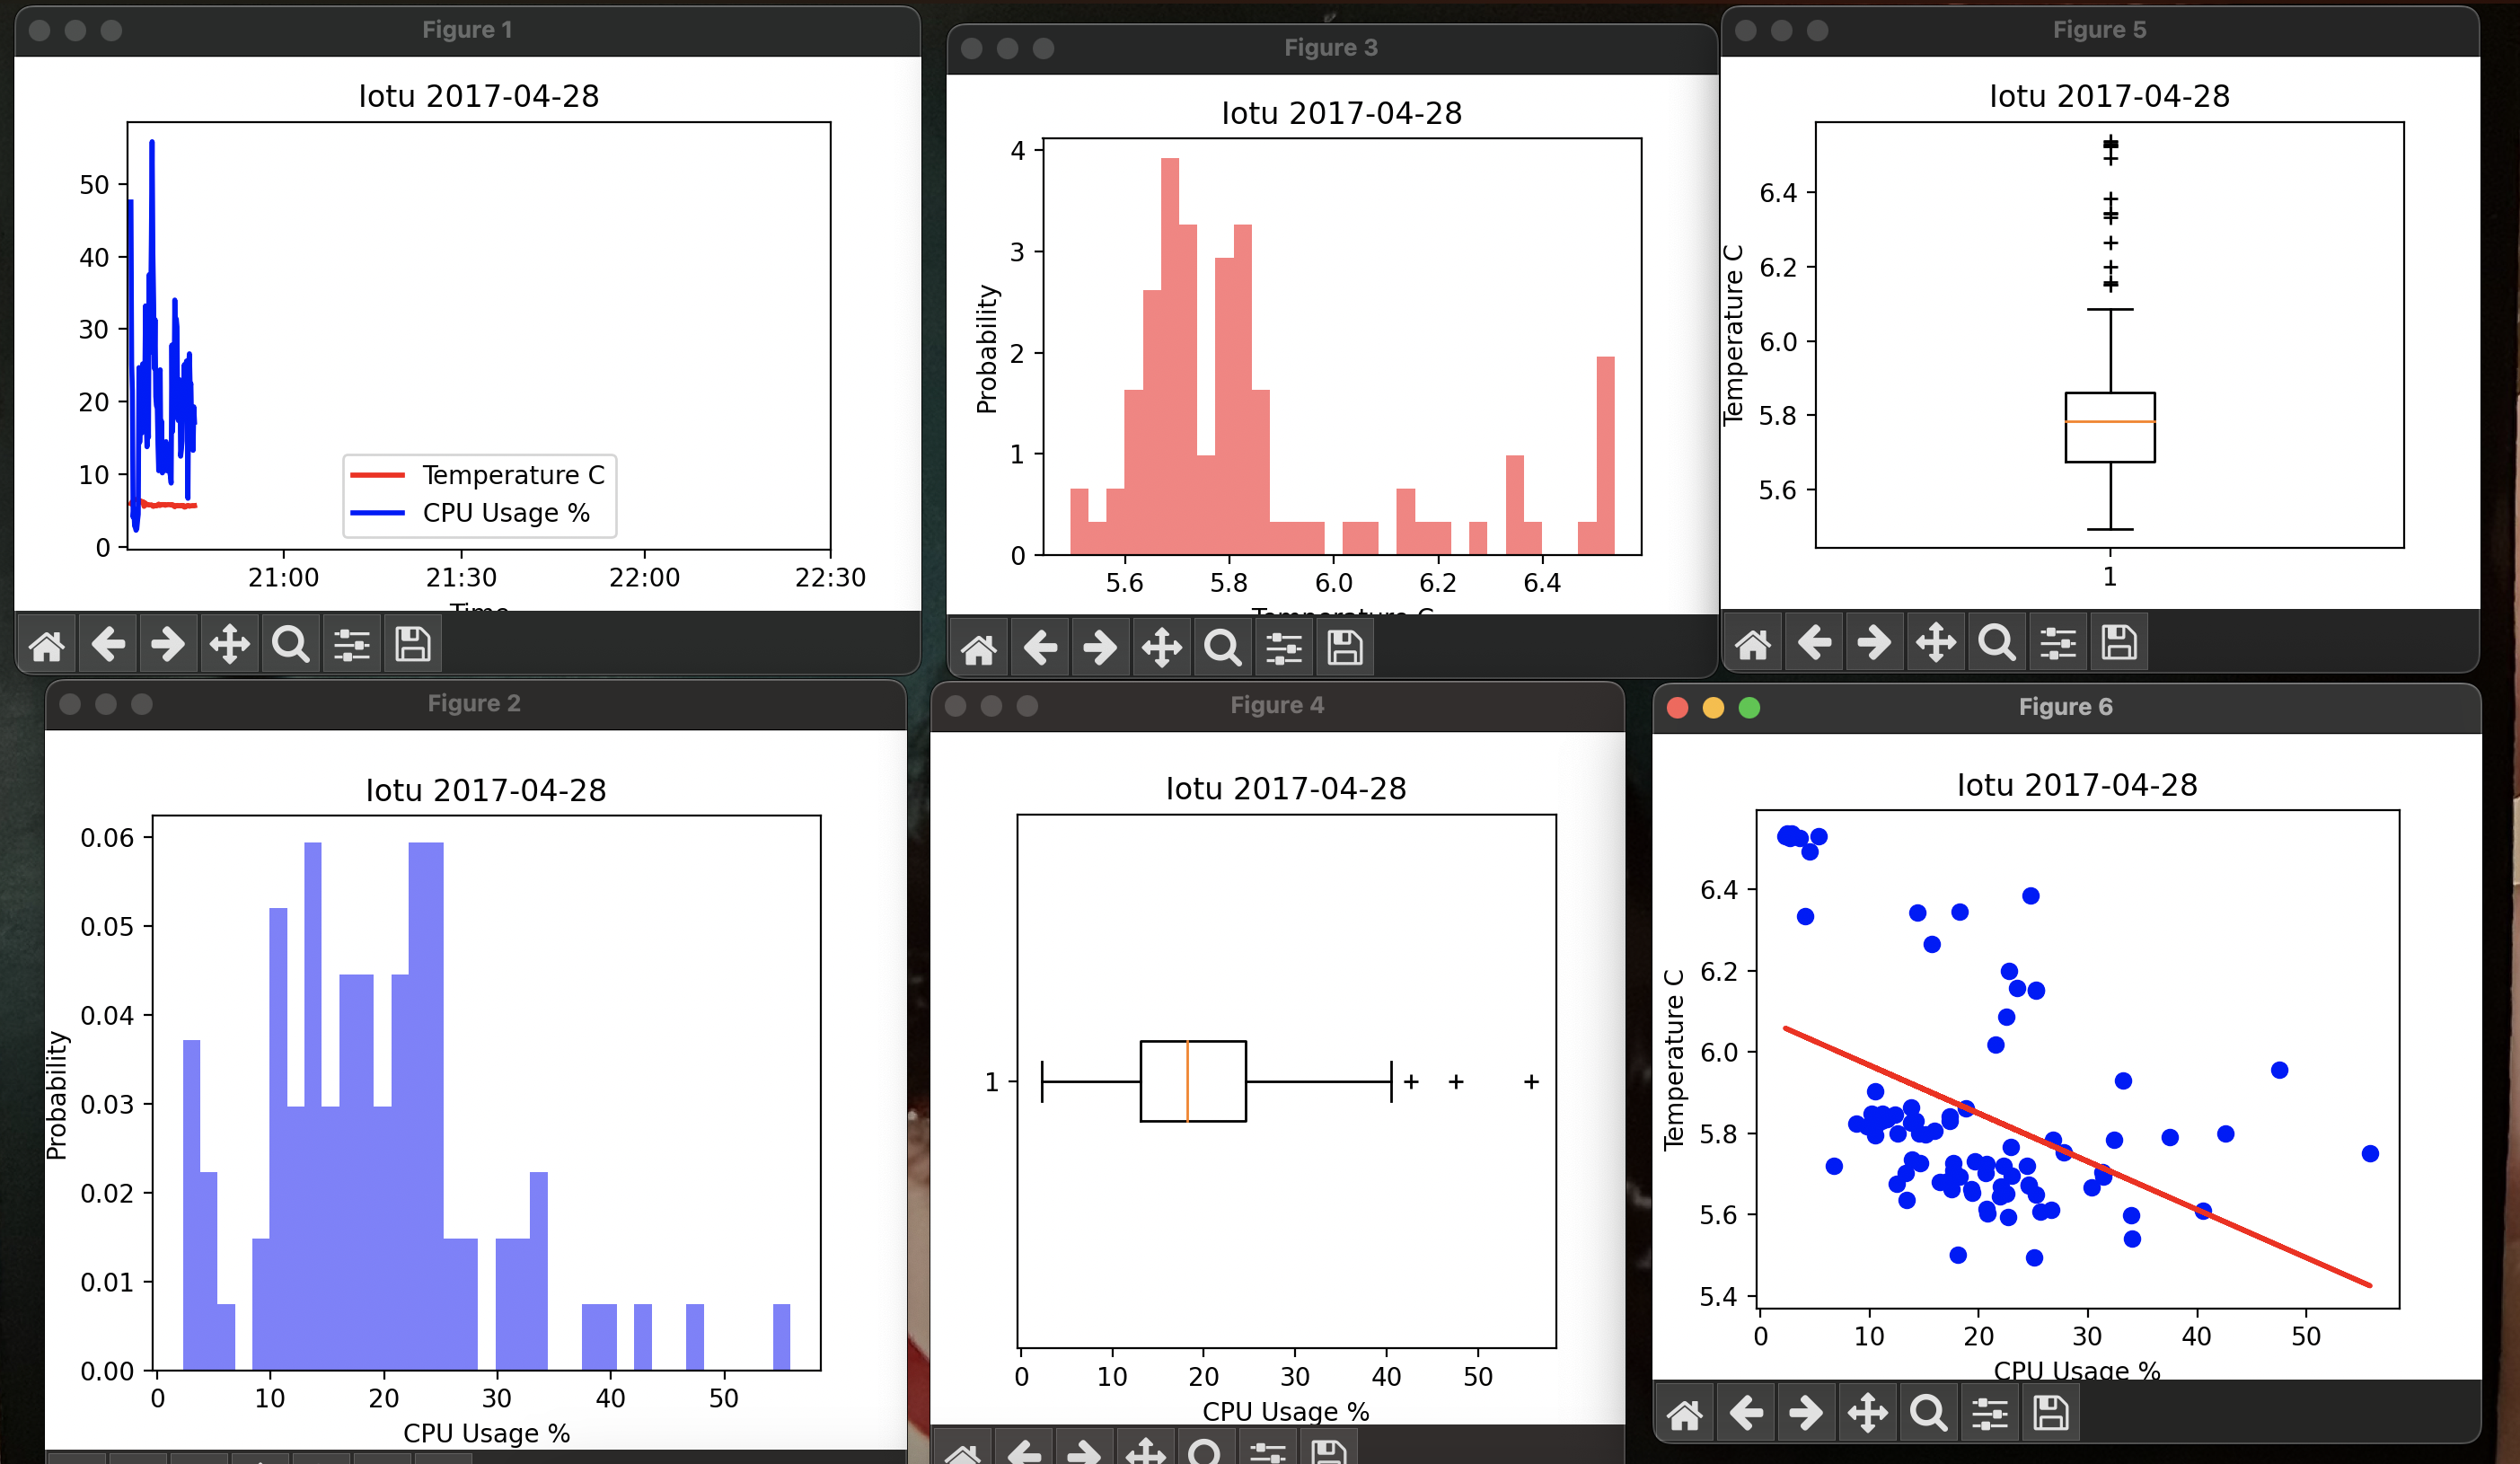 Figure 1
Iotu 2017-04-28
50
40
30
20
10
0
Temperature C
CPU Usage %
21:00 21:30 22:00 22:30
Time
Figure 3
Iotu 2017-04-28
Probability
4
3
2
1
0
5.6 5.8 6.0 6.2 6.4
Temperature C
Figure 5
Iotu 2017-04-28
Temperature C
6.4
6.2
6.0
5.8
5.6
1
Figure 2
Iotu 2017-04-28
Probability
0.06
0.05
0.04
0.03
0.02
0.01
0.00
0 10 20 30 40 50
CPU Usage %
Figure 4
Iotu 2017-04-28
1
0 10 20 30 40 50
CPU Usage %
Figure 6
Iotu 2017-04-28
Temperature C
6.4
6.2
6.0
5.8
5.6
5.4
0 10 20 30 40 50
CPU Usage %